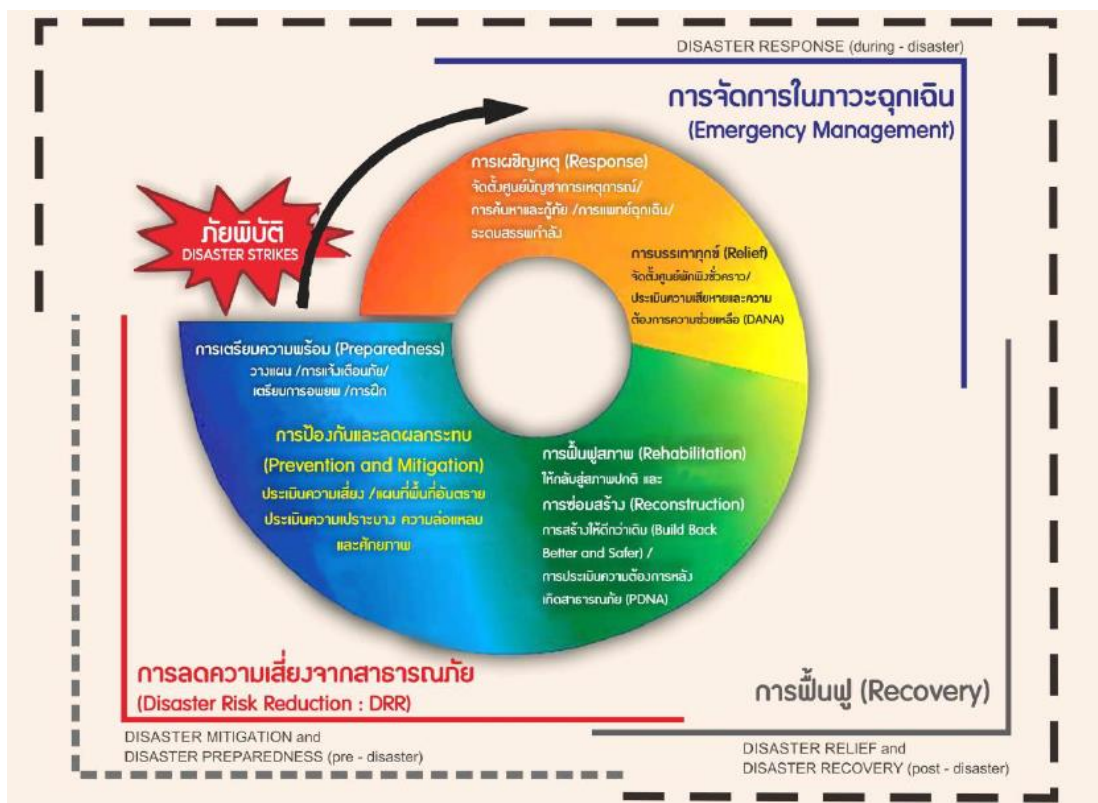 DISASTER RESPONSE (during - disaster)
การจัดการในภาวะฉุกเฉิน
(Emergency Management)
ภัยพิบัติ
DISASTER STRIKES
การเผชิญเหตุ (Response)
จัดตั้งศูนย์บัญชาการเหตุการณ์/
การค้นหาและกู้ภัย /การแพทย์ฉุกเฉิน/
ระดมสรรพกำลัง
การบรรเทาทุกข์ (Relief)
จัดตั้งศูนย์พักพิงชั่วคราว/
ประเมินความเสียหายและความ
ต้องการความช่วยเหลือ (DANA)
การเตรียมความพร้อม (Preparedness)
วางแผน /การแจ้งเตือนภัย/
เตรียมการอพยพ /การฝึก
การป้องกันและลดผลกระทบ
(Prevention and Mitigation)
ประเมินความเสี่ยง /แผนที่พื้นที่อันตราย
ประเมินความเปราะบาง ความล่อแหลม
และศักยภาพ
การฟื้นฟูสภาพ (Rehabilitation)
ให้กลับสู่สภาพปกติ และ
การซ่อมสร้าง (Reconstruction)
การสร้างให้ดีกว่าเดิม (Build Back
Better and Safer) /
การประเมินความต้องการหลัง
เกิดสาธารณภัย (PDNA)
การลดความเสี่ยงจากสาธารณภัย
(Disaster Risk Reduction : DRR)
DISASTER MITIGATION and
DISASTER PREPAREDNESS (pre - disaster)
การฟื้นฟู (Recovery)
DISASTER RELIEF and
DISASTER RECOVERY (post - disaster)